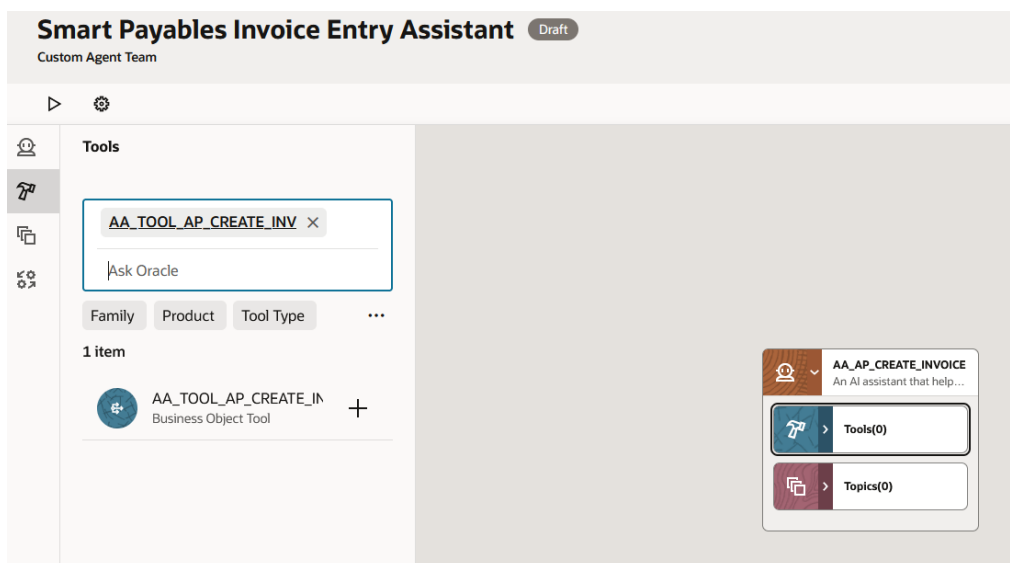 Smart Payables Invoice Entry Assistant Draft
Custom Agent Team
Tools
AA_TOOL_AP_CREATE_INV
Ask Oracle
Family Product Tool Type
1 item
AA_TOOL_AP_CREATE_IN
Business Object Tool
AA_AP_CREATE_INVOICE
An AI assistant that help...
Tools(0)
Topics(0)